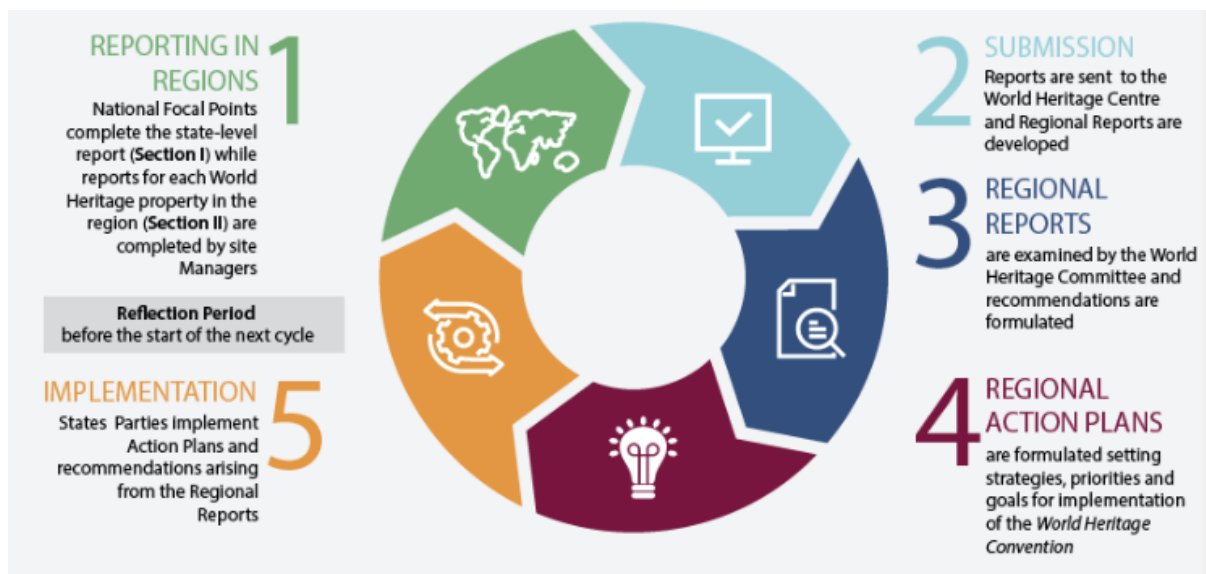 1
REPORTING IN
REGIONS
National Focal Points
complete the state-level
report (Section I) while
reports for each World
Heritage property in the
region (Section II) are
completed by site
Managers
2
SUBMISSION
Reports are sent to the
World Heritage Centre
and Regional Reports are
developed
3
REGIONAL
REPORTS
are examined by the World
Heritage Committee and
recommendations are
formulated
4
REGIONAL
ACTION PLANS
are formulated setting
strategies, priorities and
goals for implementation
of the World Heritage
Convention
5
IMPLEMENTATION
States Parties implement
Action Plans and
recommendations arising
from the Regional
Reports
Reflection Period
before the start of the next cycle